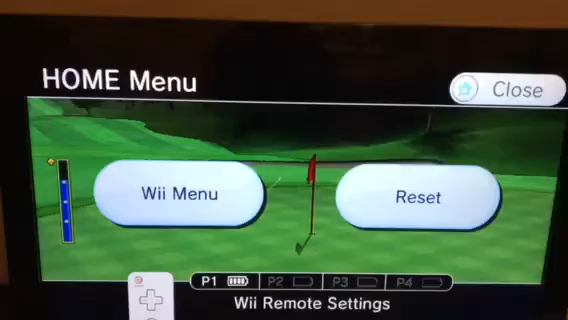 HOME Menu
Close
Wii Menu
Reset
P1 P2 P3 P4
Wii Remote Settings